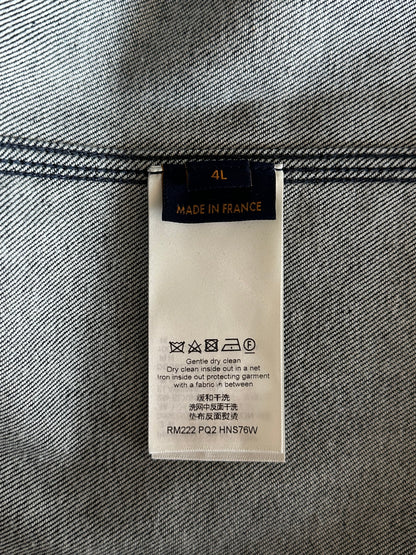 4L
MADE IN FRANCE
Gentle dry clean
Dry clean inside out in a net
Iron inside out protecting garment
with a fabric in between
缓和干洗
洗网中反面干洗
垫布反面熨烫
RM222 PQ2 HNS76W